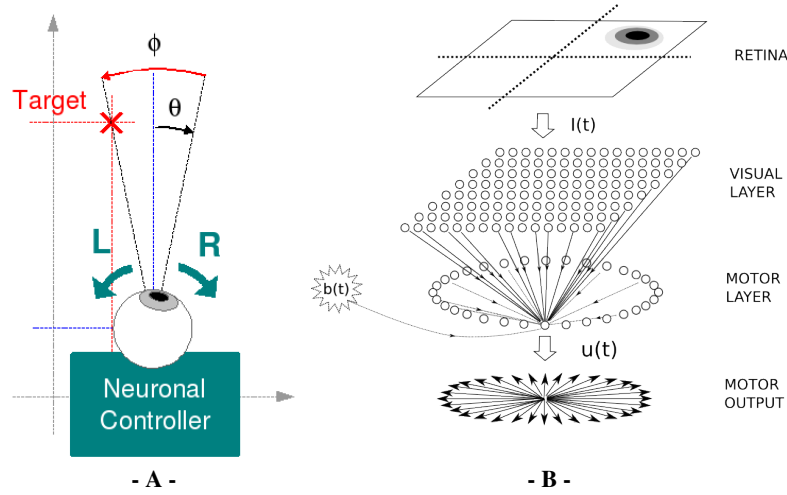 ϕ
Target
θ
L
R
Neuronal
Controller
- A -
RETINA
I(t)
VISUAL
LAYER
b(t)
MOTOR
LAYER
u(t)
MOTOR
OUTPUT
- B -